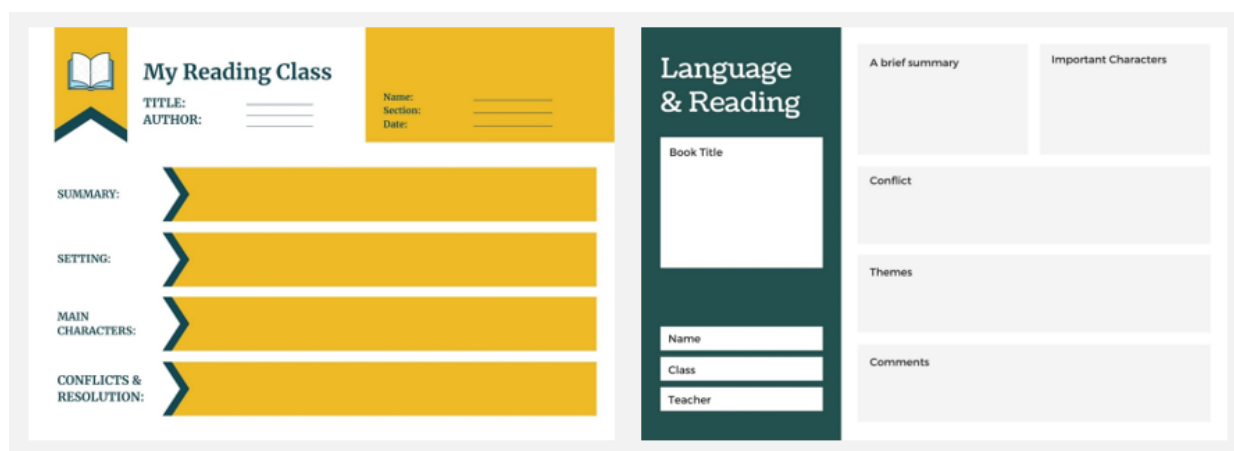 My Reading Class
TITLE:
AUTHOR:
Name:
Section:
Date:
SUMMARY:
SETTING:
MAIN
CHARACTERS:
CONFLICTS &
RESOLUTION:
Language
& Reading
Book Title
Name
Class
Teacher
A brief summary
Important Characters
Conflict
Themes
Comments